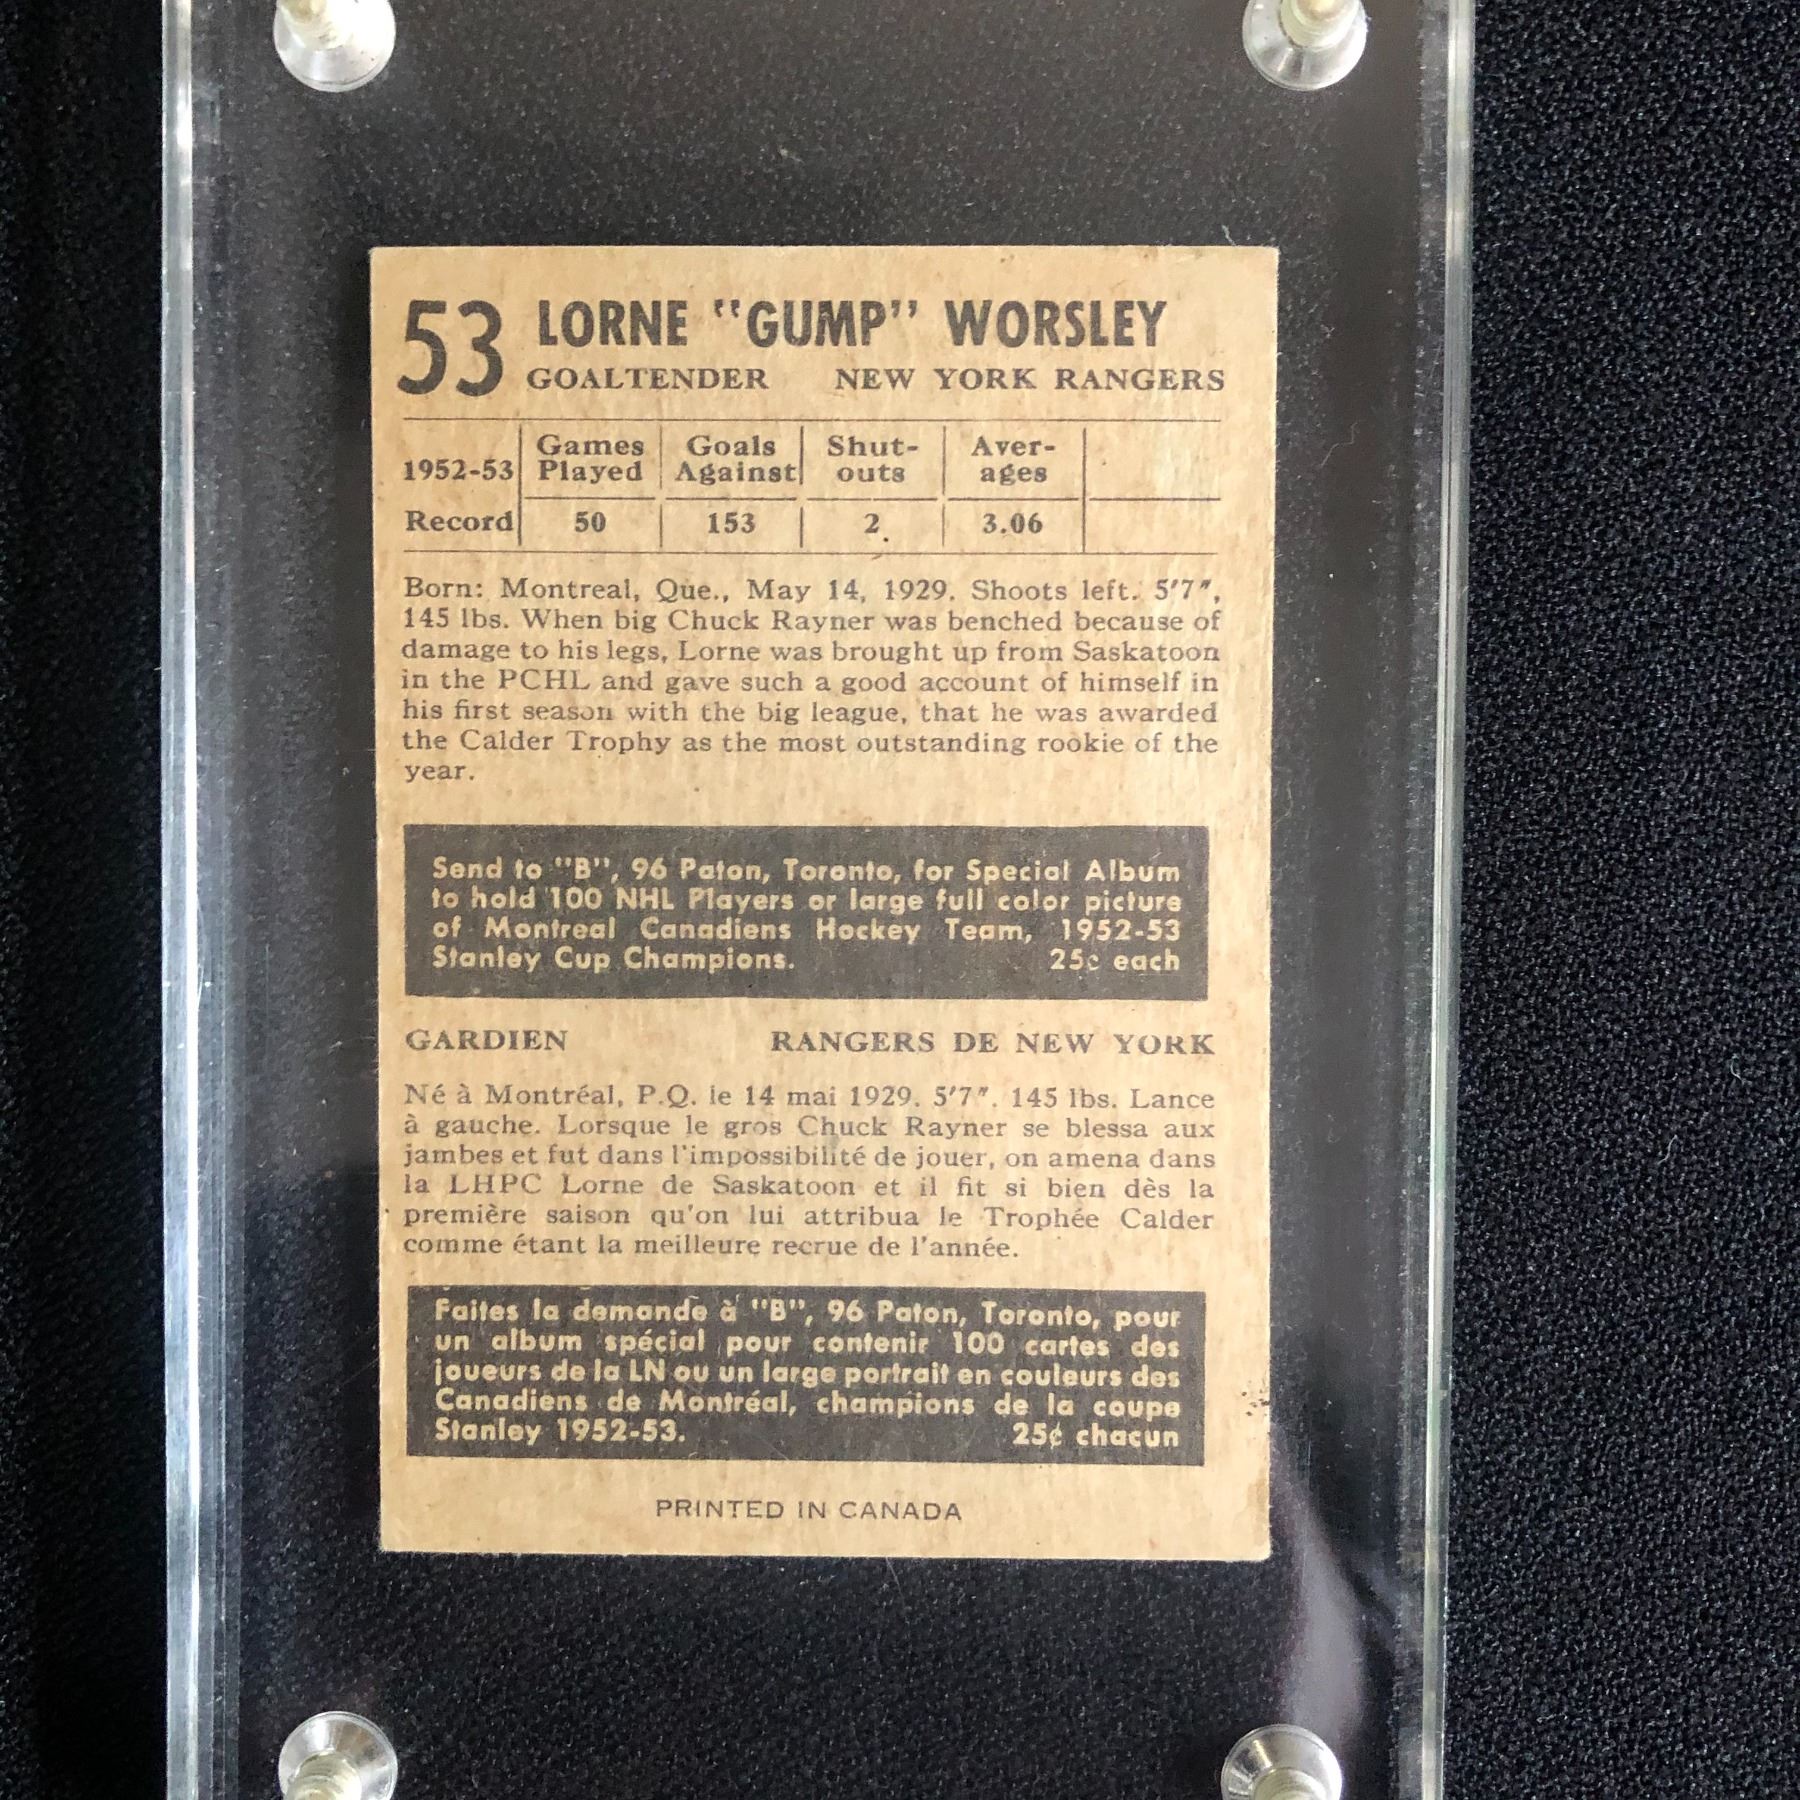 53 LORNE "GUMP" WORSLEY
GOALTENDER NEW YORK RANGERS
1952-53 Games Played Goals Against Shut-outs Aver-ages
Record 50 153 2 3.06
Born: Montreal, Que., May 14, 1929. Shoots left. 5'7",
145 lbs. When big Chuck Rayner was benched because of
damage to his legs, Lorne was brought up from Saskatoon
in the PCHL and gave such a good account of himself in
his first season with the big league, that he was awarded
the Calder Trophy as the most outstanding rookie of the
year.
Send to "B", 96 Paton, Toronto, for Special Album
to hold 100 NHL Players or large full color picture
of Montreal Canadiens Hockey Team, 1952-53
Stanley Cup Champions. 25c each
GARDIEN RANGERS DE NEW YORK
Né à Montréal, P.Q. le 14 mai 1929. 5'7". 145 lbs. Lance
à gauche. Lorsque le gros Chuck Rayner se blessa aux
jambes et fut dans l'impossibilité de jouer, on amena dans
la LHPC Lorne de Saskatoon et il fit si bien dès la
première saison qu'on lui attribua le Trophée Calder
comme étant la meilleure recrue de l'année.
Faites la demande à "B", 96 Paton, Toronto, pour
un album spécial pour contenir 100 cartes des
joueurs de la LN ou un large portrait en couleurs des
Canadiens de Montréal, champions de la coupe
Stanley 1952-53. 25¢ chacun
PRINTED IN CANADA